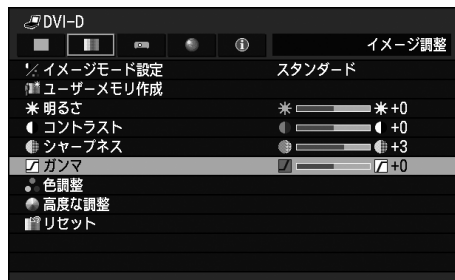 DVI-D
イメージ調整
イメージモード設定 スタンダード
ユーザーメモリ作成
明るさ +0
コントラスト +0
シャープネス +3
ガンマ +0
色調整
高度な調整
リセット